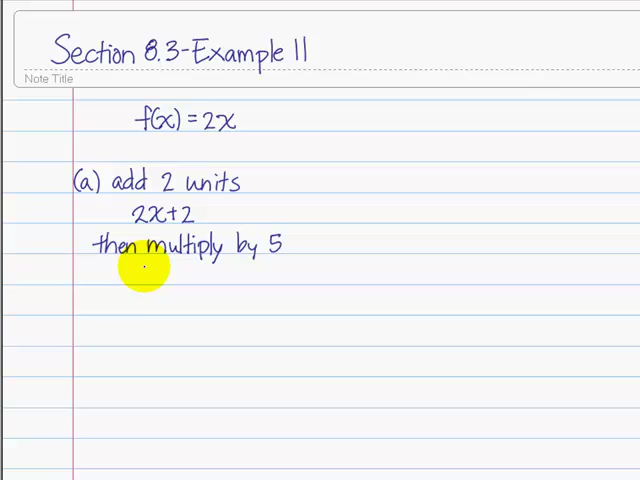 Section 8.3-Example 11
Note Title
f(x) = 2x
(a) add 2 units
2x+2
then multiply by 5